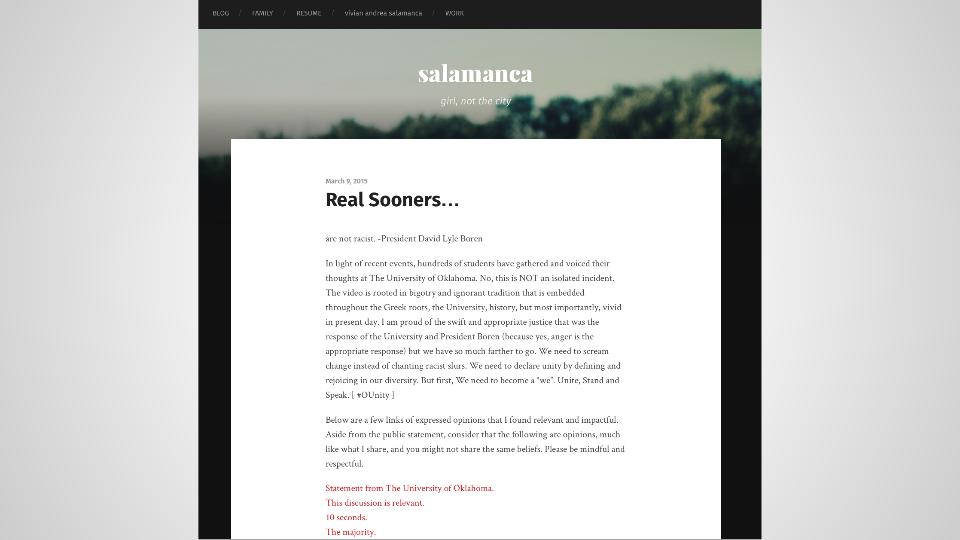 BLOG / FAMILY / RESUME / vivian andrea salamanca / WORK
salamanca
girl, not the city
March 9, 2015
Real Sooners…
are not racist. -President David Lyle Boren
In light of recent events, hundreds of students have gathered and voiced their
thoughts at The University of Oklahoma. No, this is NOT an isolated incident.
The video is rooted in bigotry and ignorant tradition that is embedded
throughout the Greek roots, the University, history, but most importantly, vivid
in present day. I am proud of the swift and appropriate justice that was the
response of the University and President Boren (because yes, anger is the
appropriate response) but we have so much farther to go. We need to scream
change instead of chanting racist slurs. We need to declare unity by defining and
rejoicing in our diversity. But first, We need to become a "we". Unite, Stand and
Speak. [ #OUnity ]
Below are a few links of expressed opinions that I found relevant and impactful.
Aside from the public statement, consider that the following are opinions, much
like what I share, and you might not share the same beliefs. Please be mindful and
respectful.
Statement from The University of Oklahoma.
This discussion is relevant.
10 seconds.
The majority.